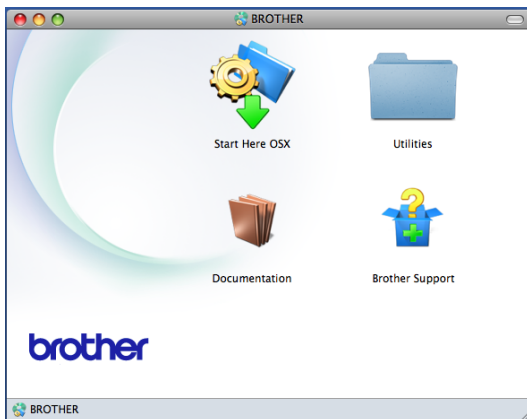 BROTHER
Start Here OSX
Utilities
Documentation
Brother Support
brother
BROTHER